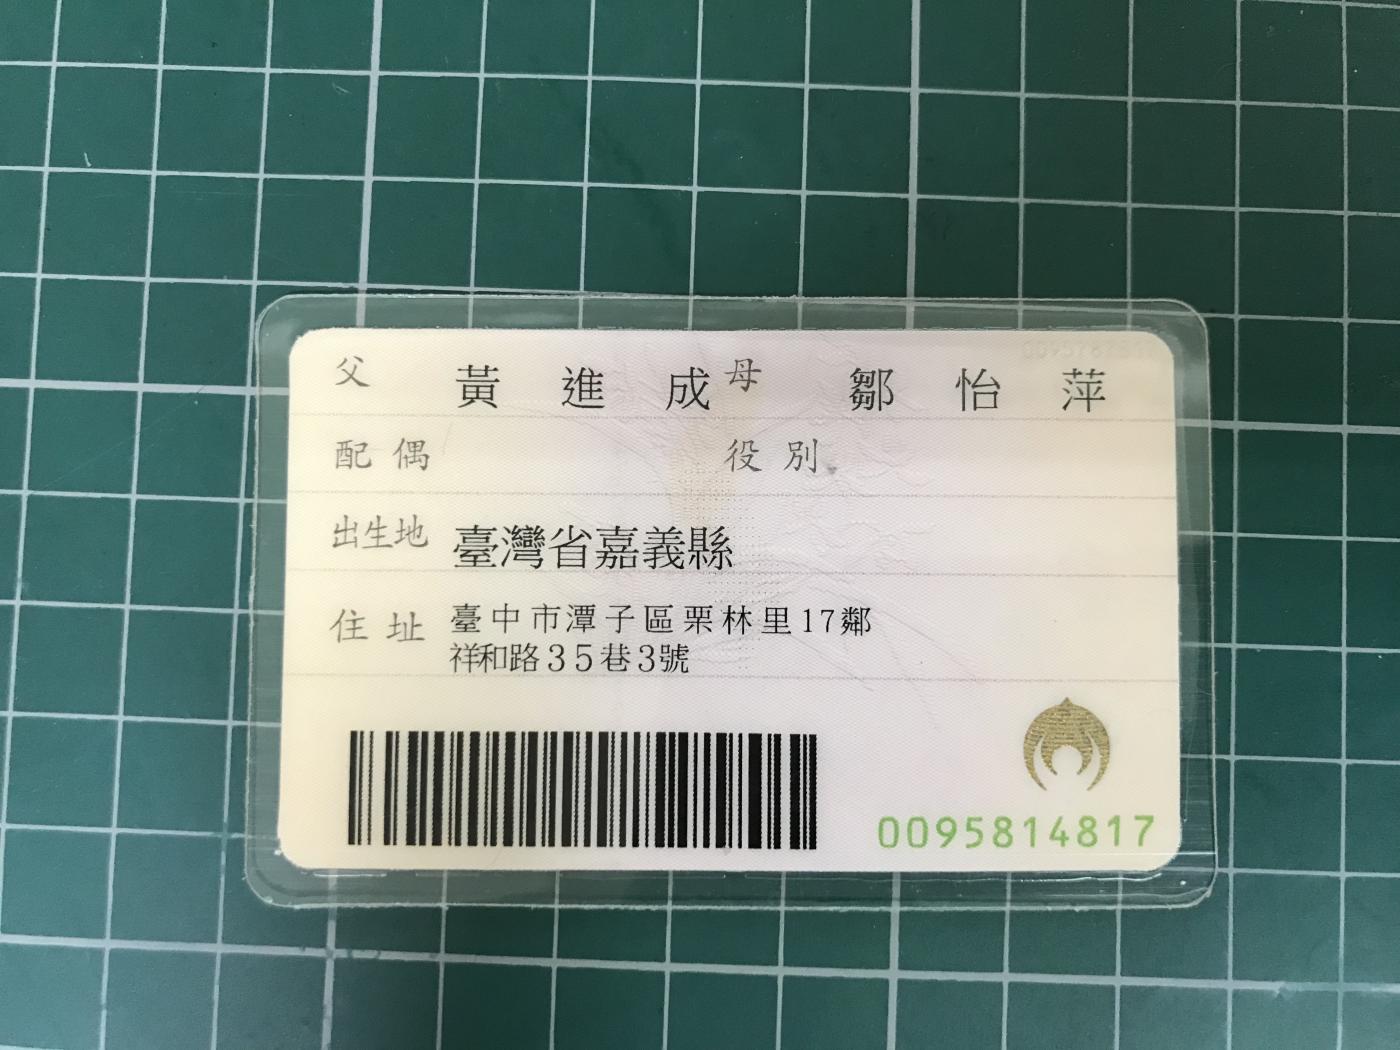 父 黃進成 母 鄒怡萍
配偶 役別
出生地 臺灣省嘉義縣
住址 臺中市潭子區栗林里17鄰
祥和路35巷3號
0095814817